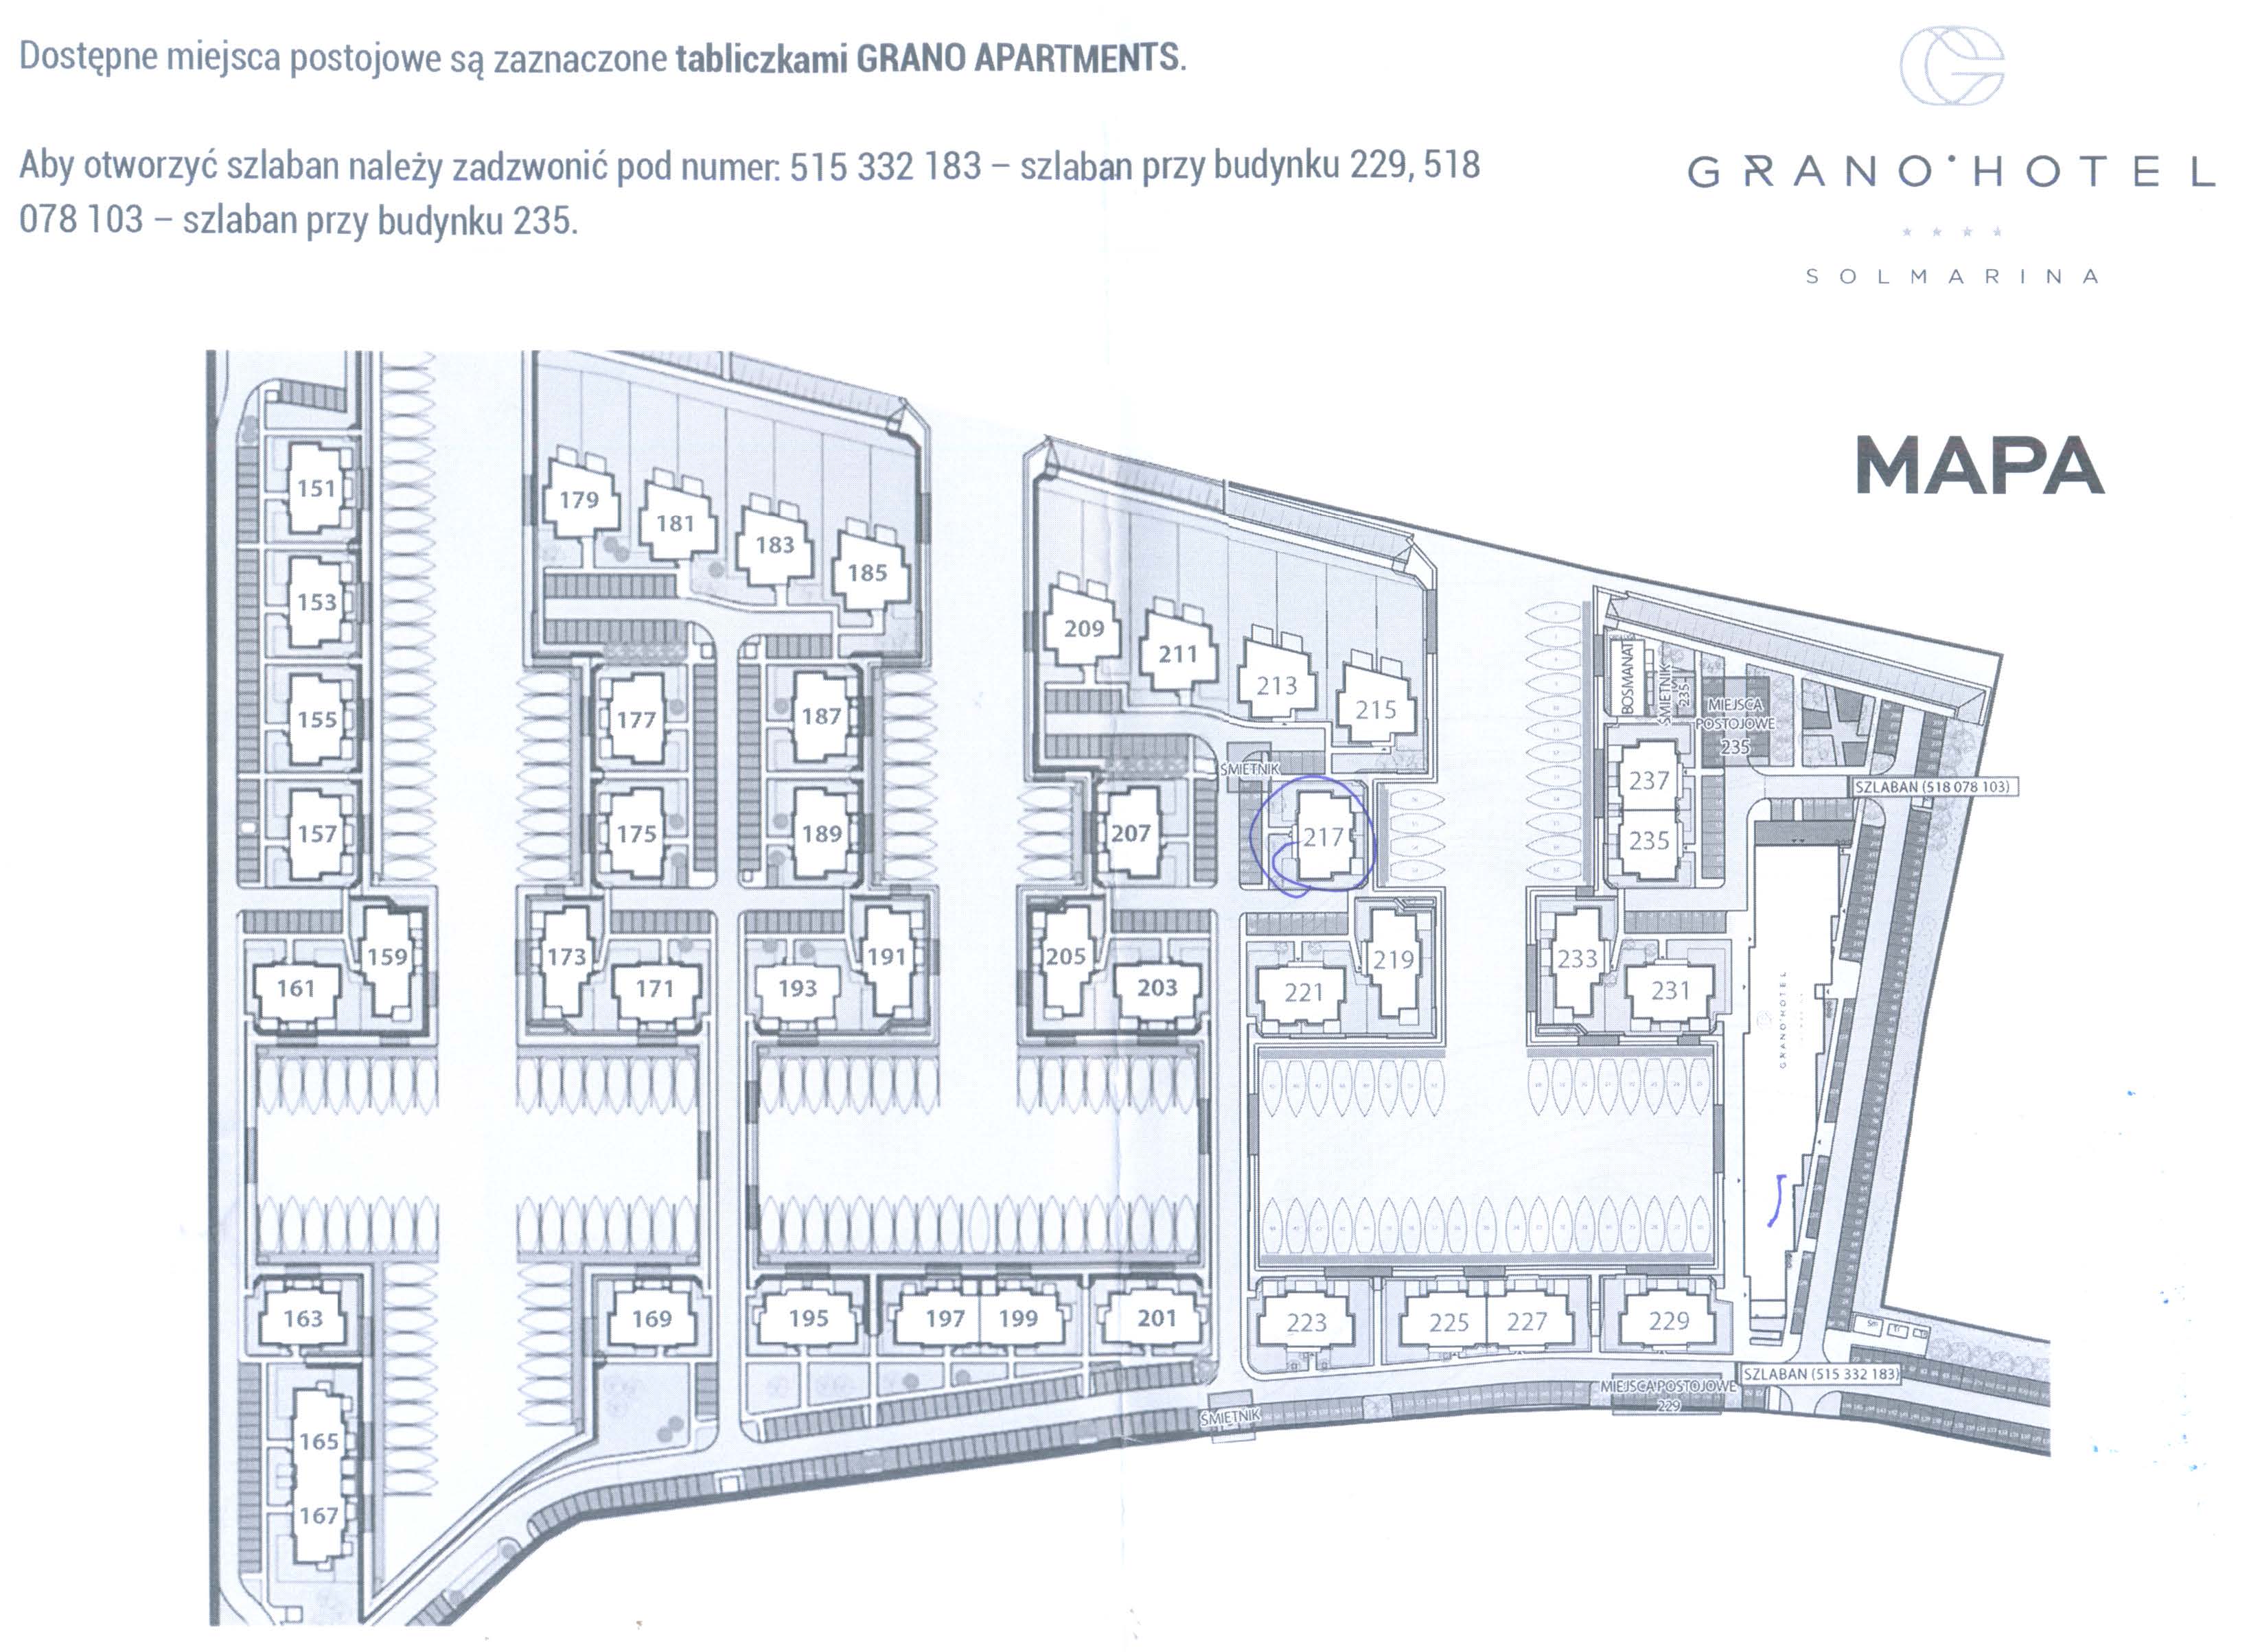 Dostępne miejsca postojowe są zaznaczone tabliczkami GRANO APARTMENTS.
Aby otworzyć szlaban należy zadzwonić pod numer: 515 332 183 – szlaban przy budynku 229, 518
078 103 – szlaban przy budynku 235.
GRANO HOTEL
SOLMARINA
MAPA
151
153
155
157
159
161
163
165
167
179
181
183
185
177
187
175
189
173
171
193
191
169
195
197
199
201
209
211
213
215
ŚMIETNIK
207
217
205
203
221
219
223
225
227
229
BOSMANAT
ŚMIETNIK
235
MIEJSCA
POSTOJOWE
235
237
235
SZLABAN (518 078 103)
233
231
GRANO HOTEL
SZLABAN (515 332 183)
MIEJSCA POSTOJOWE
229
ŚMIETNIK